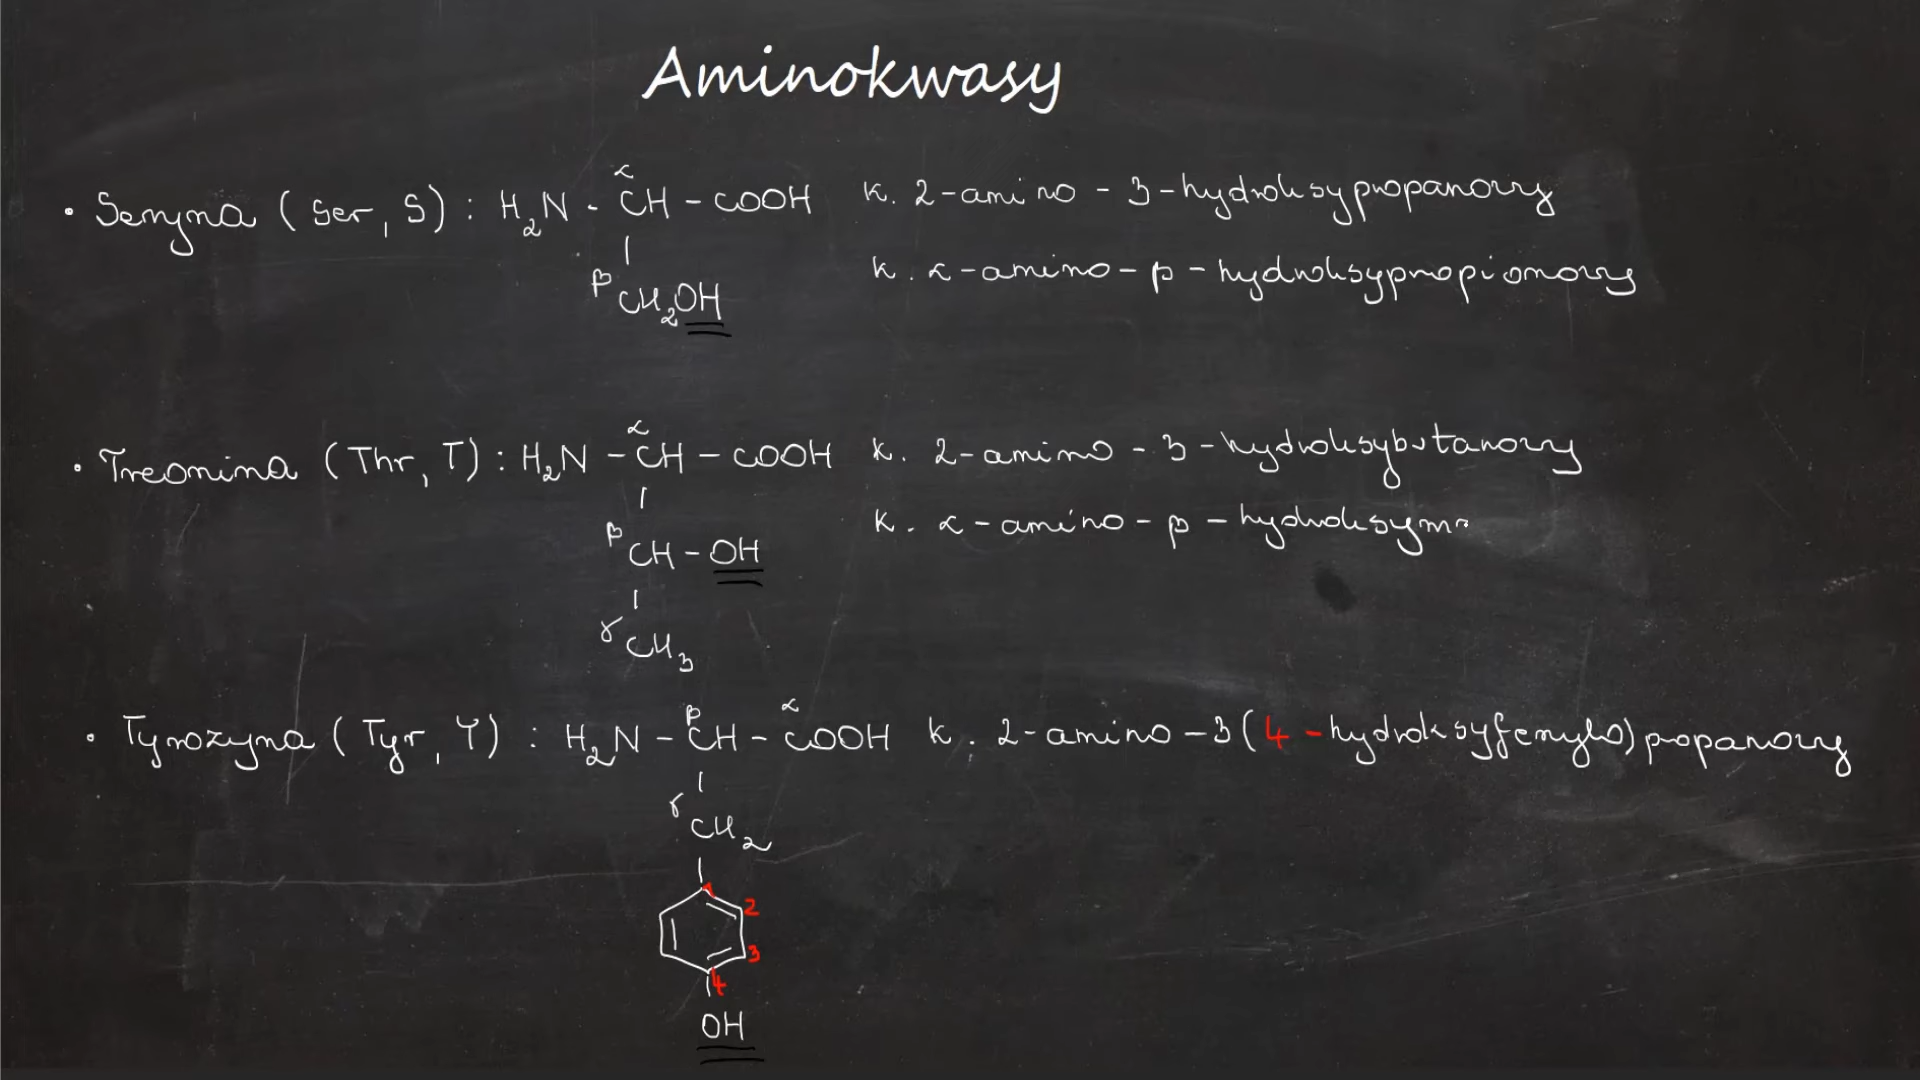 Aminokwasy
• Seryna (Ser, S) : H₂N - CH - COOH k. 2-amino - 3-hydroksypropanowy
α
β CH₂OH
k. α-amino-β-hydroksypropionowy
• Treonina (Thr, T) : H₂N - CH - COOH k. 2-amino - 3-hydroksybutanowy
α
β CH - OH
k. α-amino-β-hydroksyma
γ CH₃
• Tyrozyna (Tyr, Y) : H₂N - CH - COOH k. 2-amino-3(4-hydroksyfenylo)propanowy
β α
γ CH₂
1
2
3
4
OH